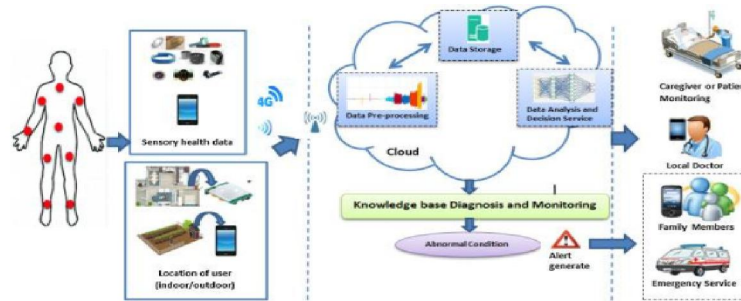 Sensory health data
Location of user
(indoor/outdoor)
4G
Data Storage
Data Pre-processing
Data Analysis and
Decision Service
Cloud
Knowledge base Diagnosis and Monitoring
Abnormal Condition
Alert
generate
Caregiver or Patie
Monitoring
Local Doctor
Family Members
Emergency Service